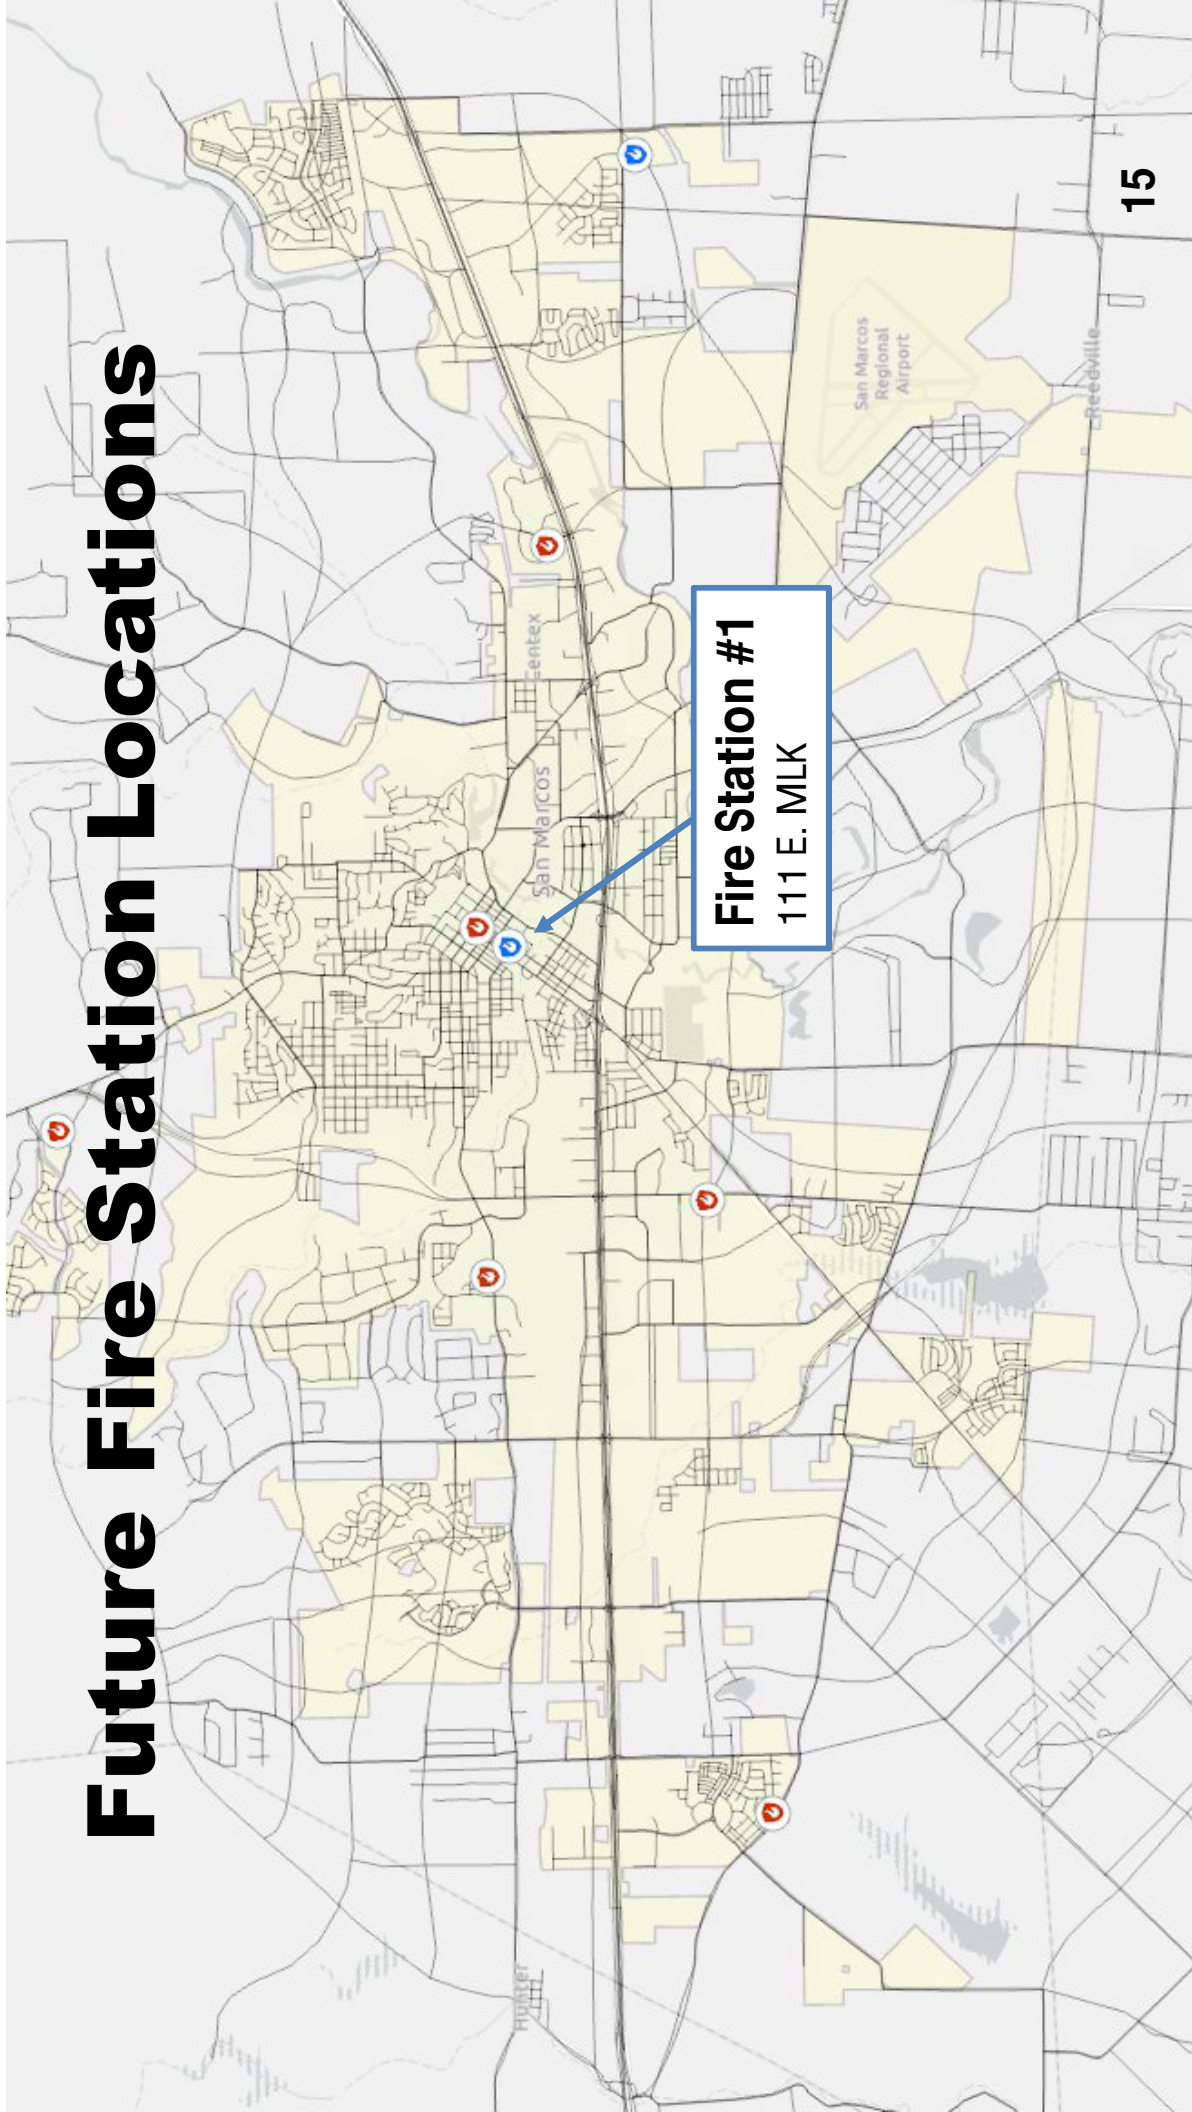 Future Fire Station Locations
Hunter
San Marcos
Centex
Fire Station #1
111 E. MLK
San Marcos
Regional
Airport
Reedville
15